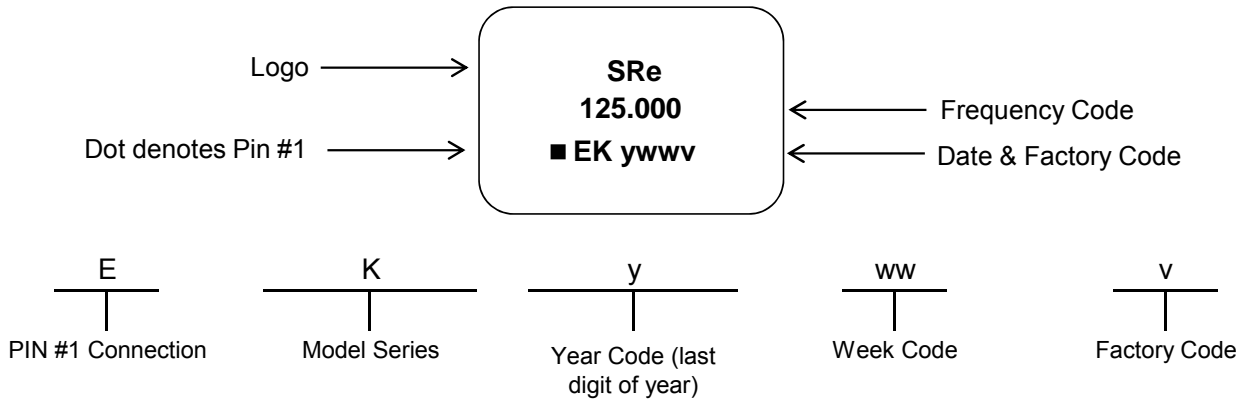 Logo
SRe
125.000
Frequency Code
Dot denotes Pin #1
■ EK ywwv
Date & Factory Code
E K y ww v
PIN #1 Connection
Model Series
Year Code (last
digit of year)
Week Code
Factory Code